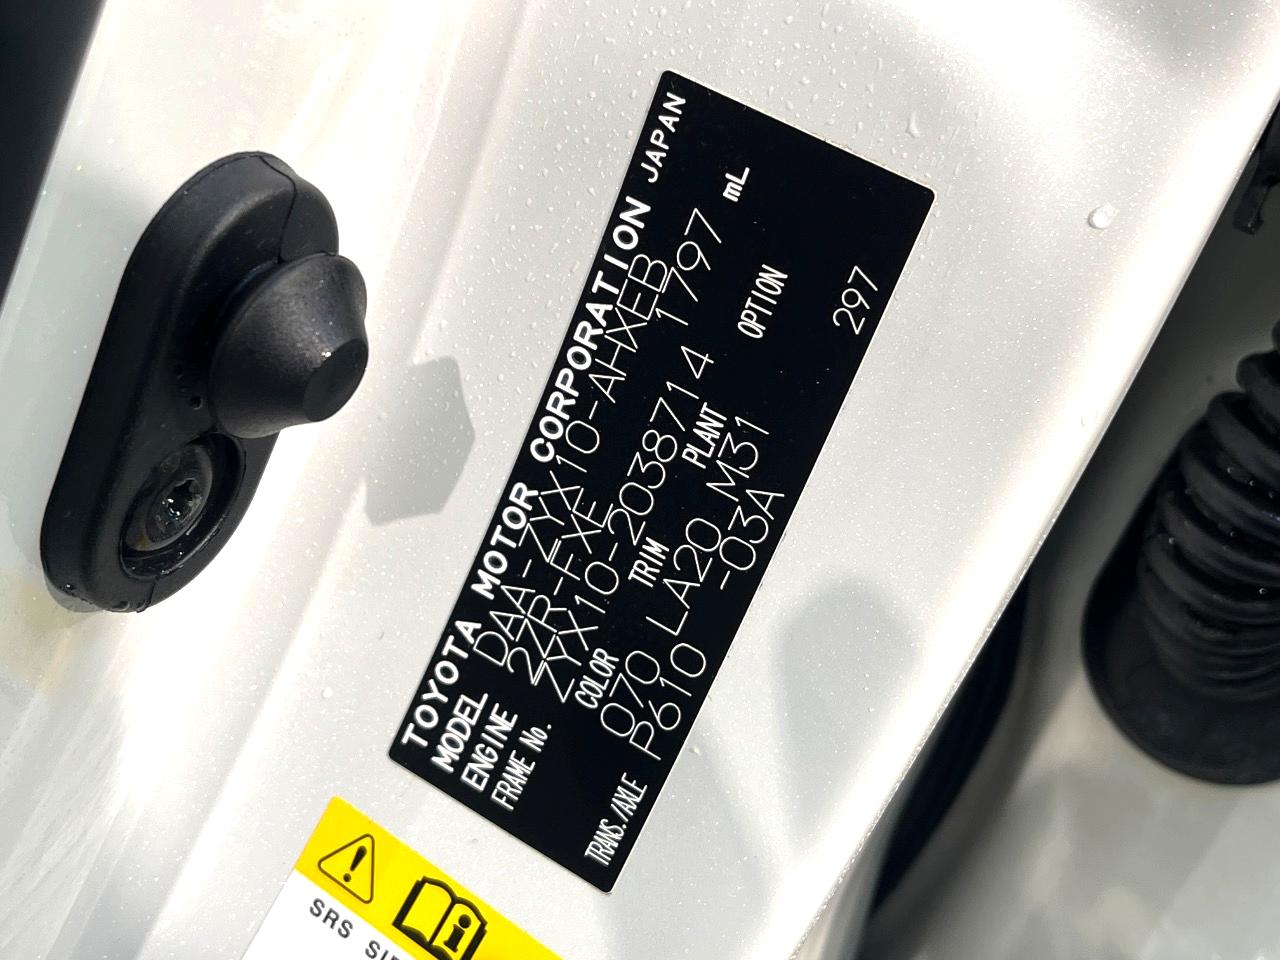 TOYOTA MOTOR CORPORATION JAPAN
MODEL DAA-ZYX10-AHXEB
ENGINE 2ZR-FXE 1797 mL
FRAME No. ZYX10-2038714
COLOR TRIM PLANT OPTION
070 LA20 M31
TRANS./AXLE P610 -03A 297
SRS